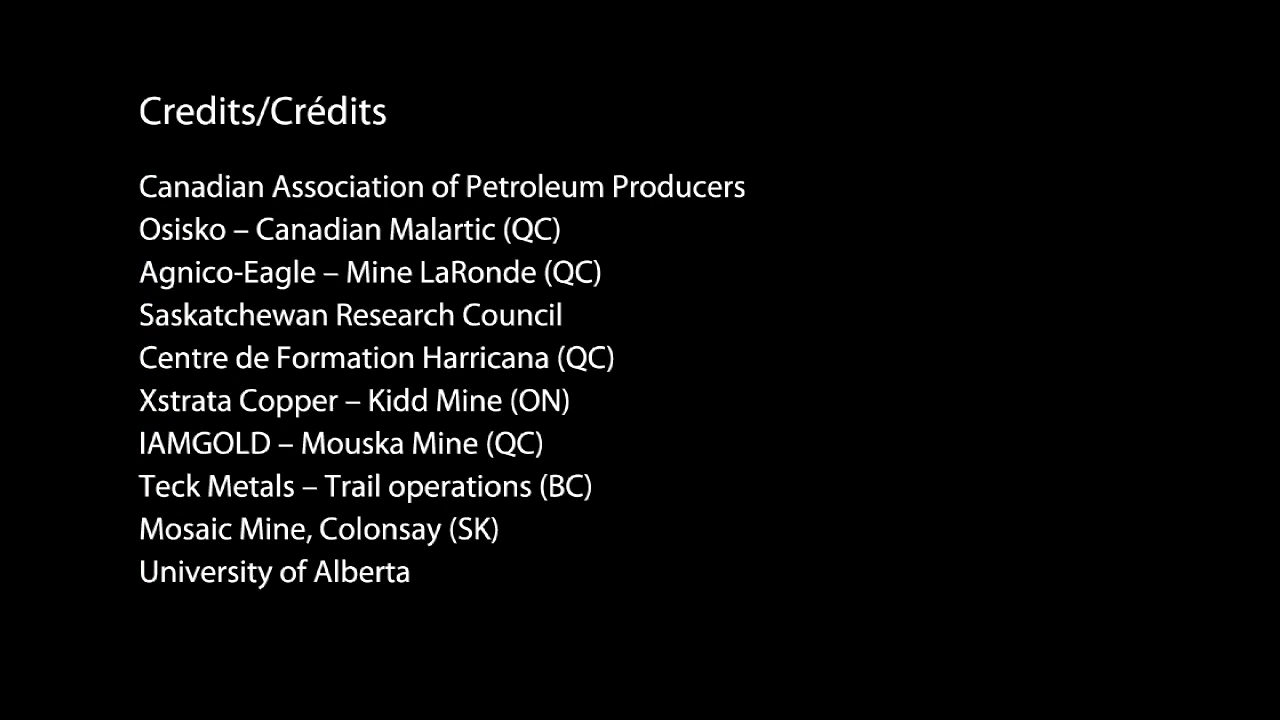 Credits/Crédits
Canadian Association of Petroleum Producers
Osisko – Canadian Malartic (QC)
Agnico-Eagle – Mine LaRonde (QC)
Saskatchewan Research Council
Centre de Formation Harricana (QC)
Xstrata Copper – Kidd Mine (ON)
IAMGOLD – Mouska Mine (QC)
Teck Metals – Trail operations (BC)
Mosaic Mine, Colonsay (SK)
University of Alberta